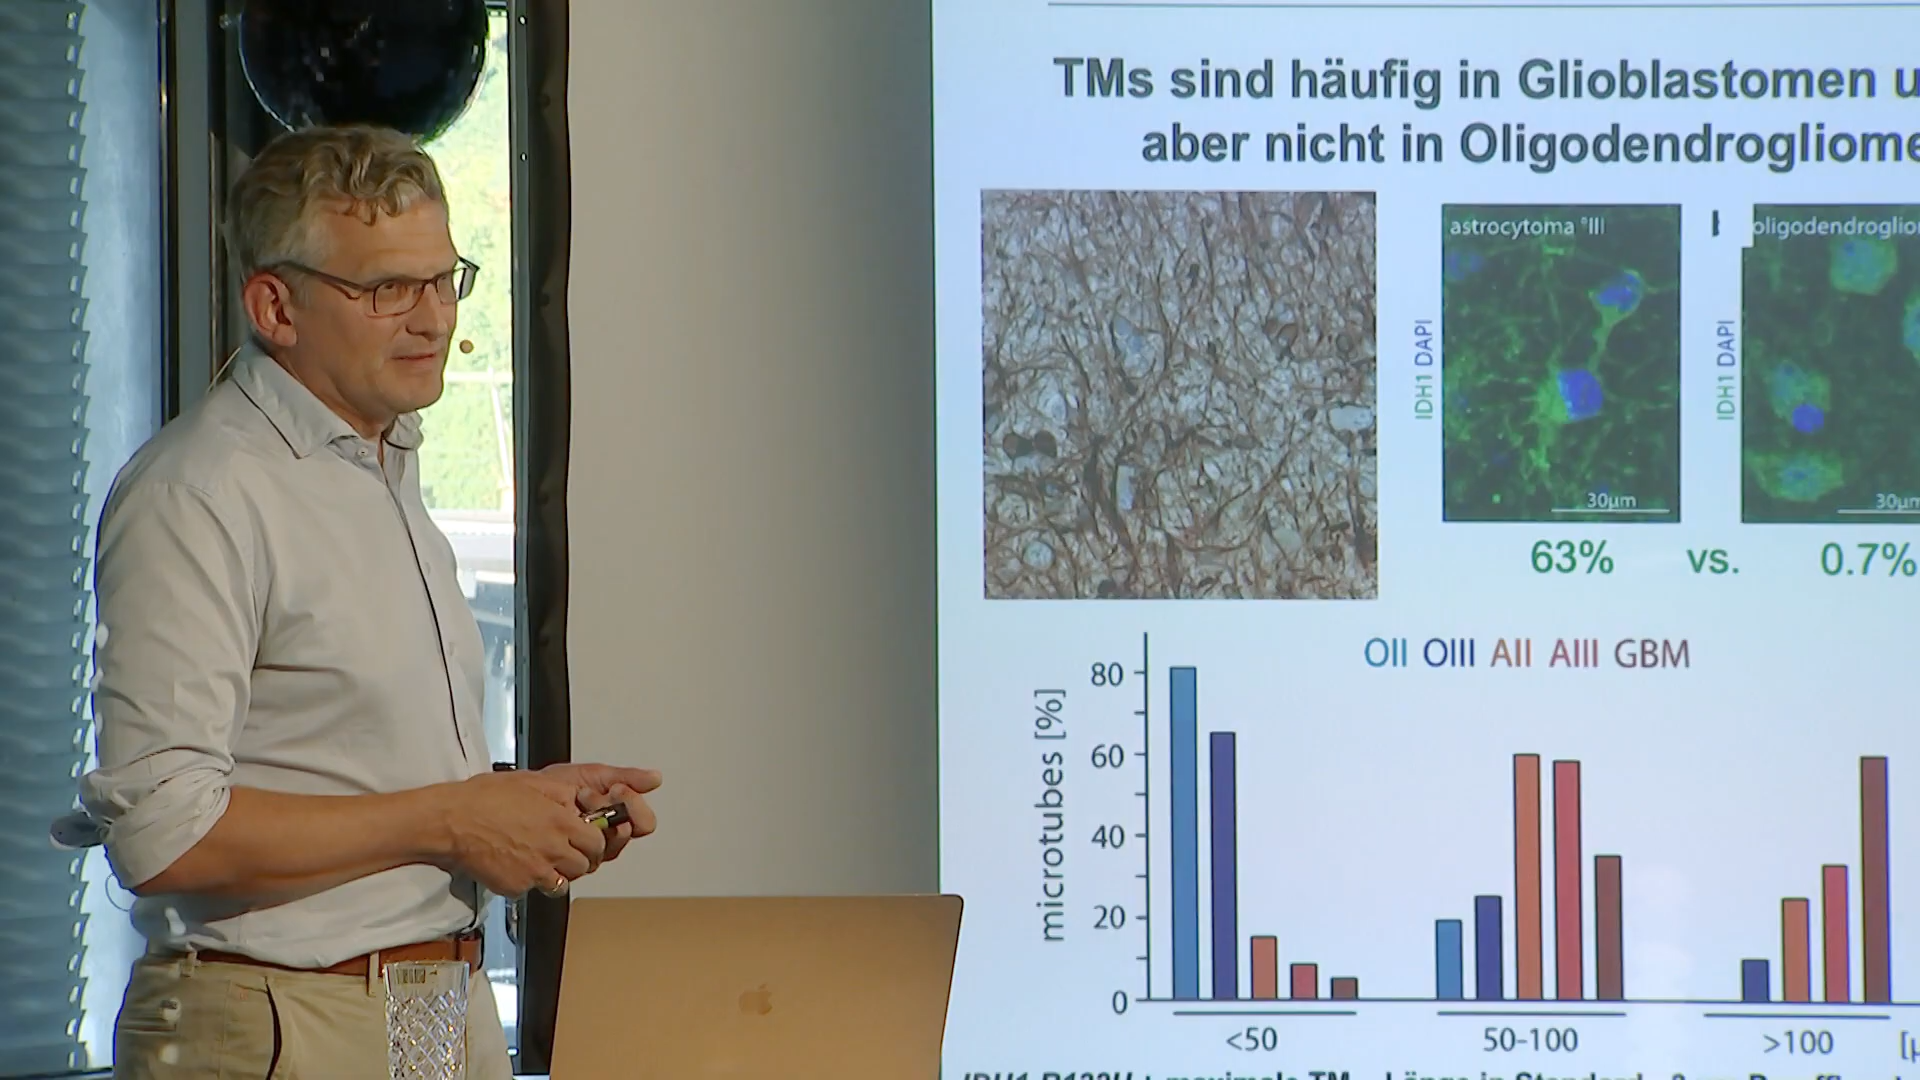 TMs sind häufig in Glioblastomen u
aber nicht in Oligodendrogliome
astrocytoma °III
oligodendroglio
IDH1 DAPI
IDH1 DAPI
30µm
30µm
63% vs. 0.7%
OII OIII AII AIII GBM
microtubes [%]
80
60
40
20
0
<50 50-100 >100 [µ